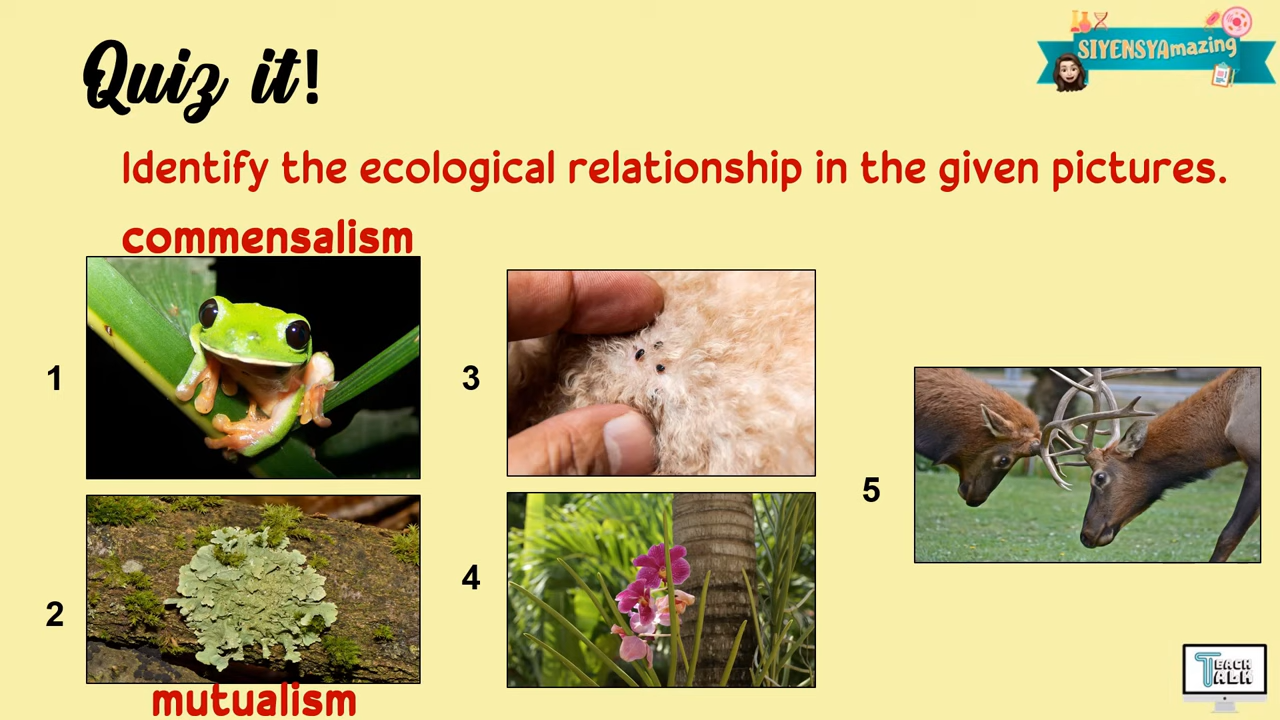 Quiz it!
SIYENSYAmazing
Identify the ecological relationship in the given pictures.
commensalism
1
3
5
2
4
mutualism
TEACH
TALK